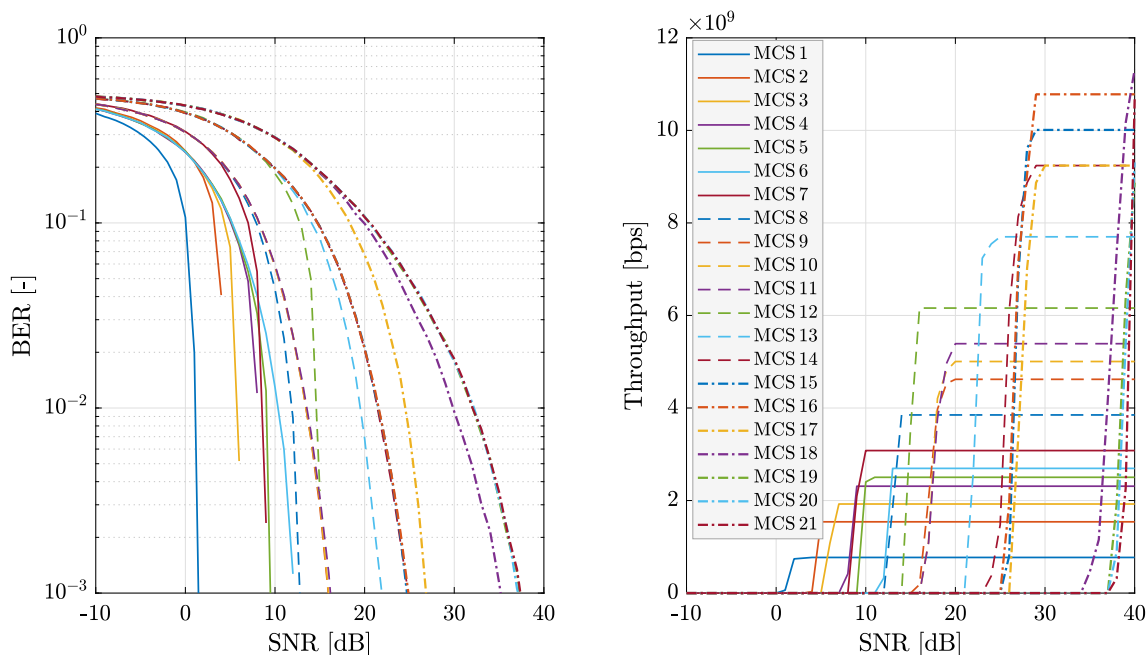 10^0
10^{-1}
10^{-2}
10^{-3}
BER [-]
-10
0
10
20
30
40
SNR [dB]
×10^9
12
10
8
6
4
2
0
Throughput [bps]
MCS 1
MCS 2
MCS 3
MCS 4
MCS 5
MCS 6
MCS 7
MCS 8
MCS 9
MCS 10
MCS 11
MCS 12
MCS 13
MCS 14
MCS 15
MCS 16
MCS 17
MCS 18
MCS 19
MCS 20
MCS 21
-10
0
10
20
30
40
SNR [dB]